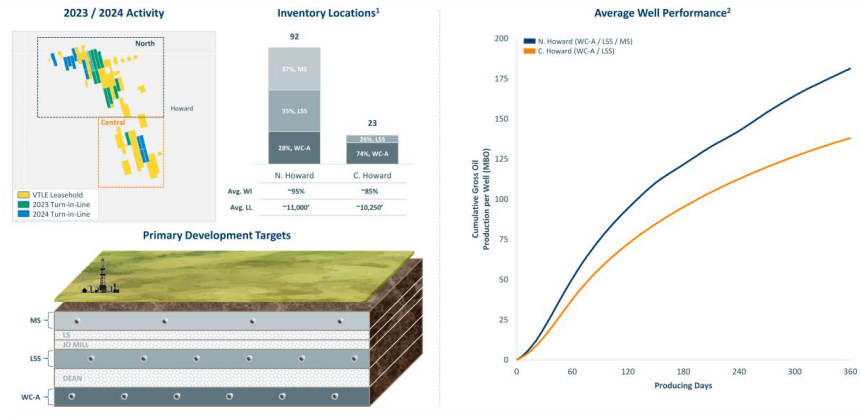 2023 / 2024 Activity
North
Howard
Central
VTLE Leasehold
2023 Turn-In-Line
2024 Turn-In-Line
Inventory Locations1
92
37%, MS
35%, LSS
28%, WC-A
23
26%, LSS
74%, WC-A
N. Howard C. Howard
Avg. WI ~95% ~85%
Avg. LL ~11,000' ~10,250'
Primary Development Targets
MS
LS
JO MILL
LSS
DEAN
WC-A
Average Well Performance2
N. Howard (WC-A / LSS / MS)
C. Howard (WC-A / LSS)
Cumulative Gross Oil
Production per Well (MBO)
200
175
150
125
100
75
50
25
0
0 60 120 180 240 300 360
Producing Days